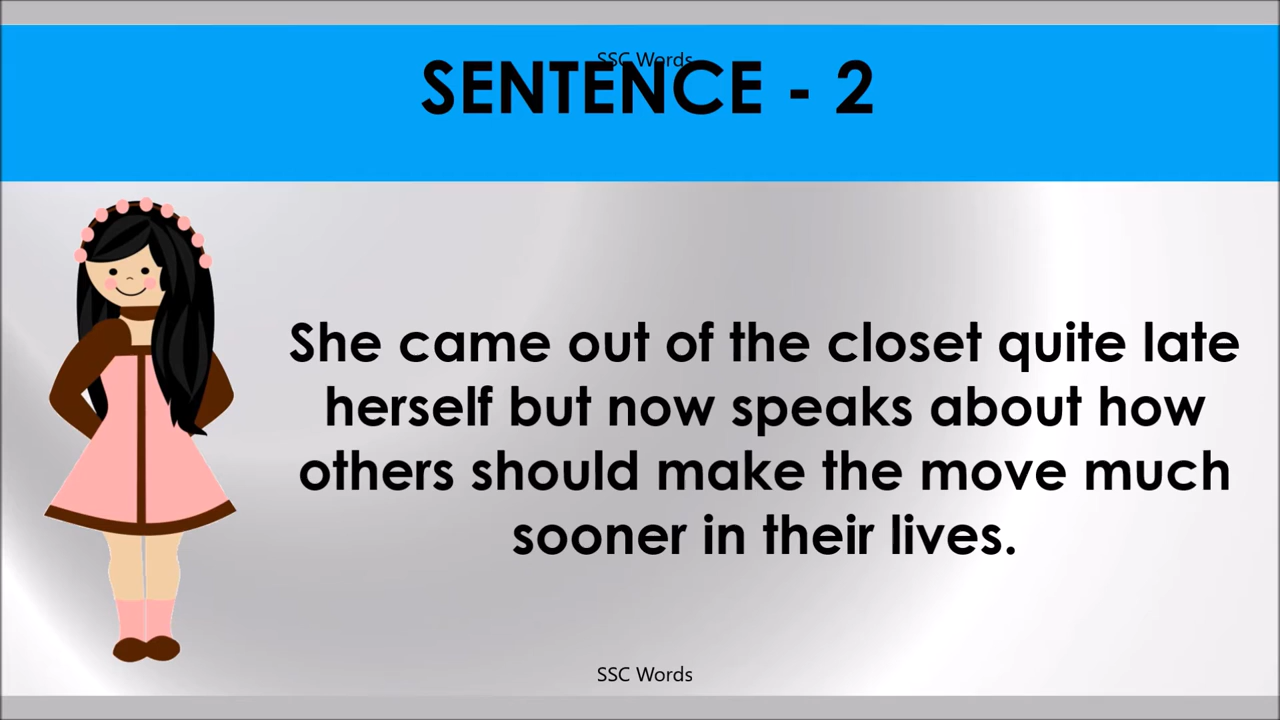 SSC Words
SENTENCE - 2
She came out of the closet quite late
herself but now speaks about how
others should make the move much
sooner in their lives.
SSC Words